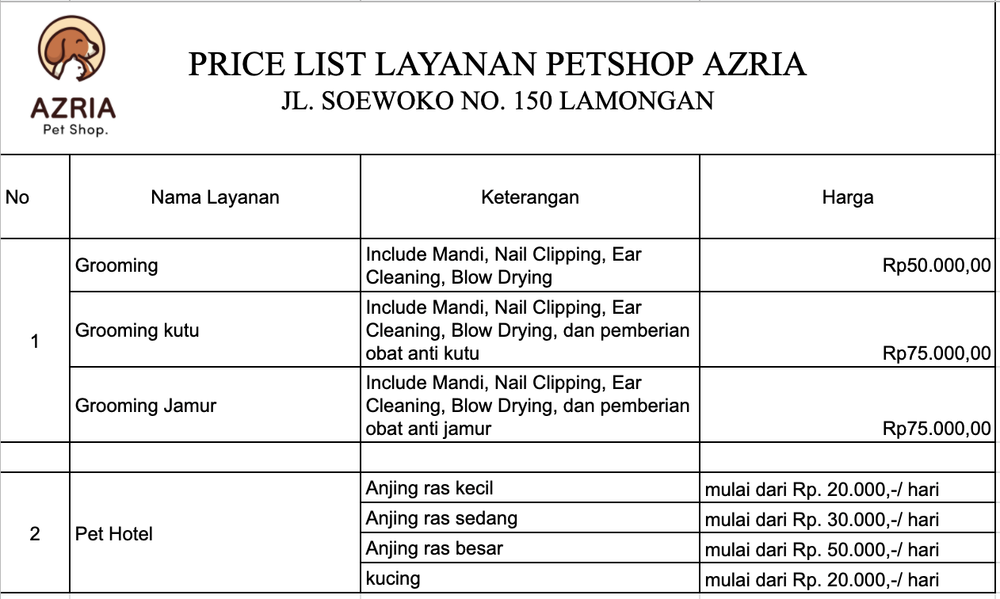 AZRIA
Pet Shop.
PRICE LIST LAYANAN PETSHOP AZRIA
JL. SOEWOKO NO. 150 LAMONGAN
No
Nama Layanan
Keterangan
Harga
1
Grooming
Include Mandi, Nail Clipping, Ear
Cleaning, Blow Drying
Rp50.000,00
Grooming kutu
Include Mandi, Nail Clipping, Ear
Cleaning, Blow Drying, dan pemberian
obat anti kutu
Rp75.000,00
Grooming Jamur
Include Mandi, Nail Clipping, Ear
Cleaning, Blow Drying, dan pemberian
obat anti jamur
Rp75.000,00
2
Pet Hotel
Anjing ras kecil
mulai dari Rp. 20.000,-/ hari
Anjing ras sedang
mulai dari Rp. 30.000,-/ hari
Anjing ras besar
mulai dari Rp. 50.000,-/ hari
kucing
mulai dari Rp. 20.000,-/ hari